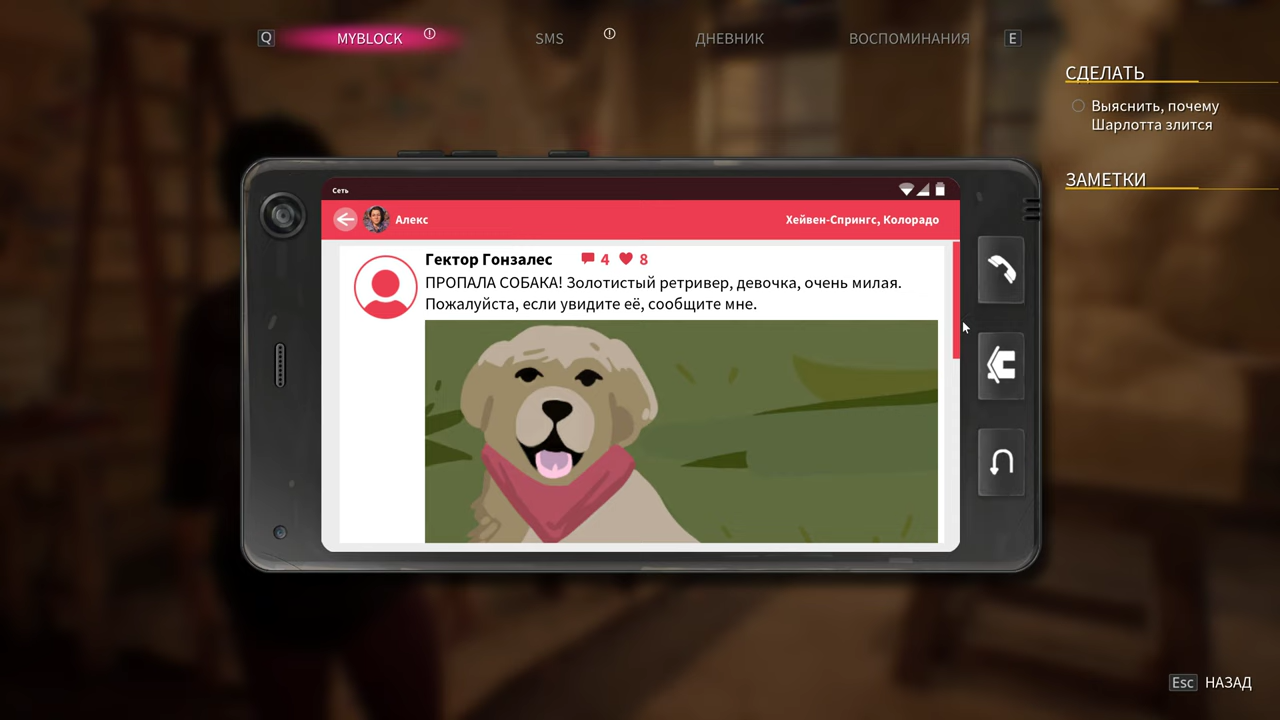 Q
MYBLOCK
SMS
ДНЕВНИК
ВОСПОМИНАНИЯ
E
СДЕЛАТЬ
Выяснить, почему
Шарлотта злится
ЗАМЕТКИ
Сеть
Алекс
Хейвен-Спрингс, Колорадо
Гектор Гонзалес 4 8
ПРОПАЛА СОБАКА! Золотистый ретривер, девочка, очень милая.
Пожалуйста, если увидите её, сообщите мне.
Esc НАЗАД